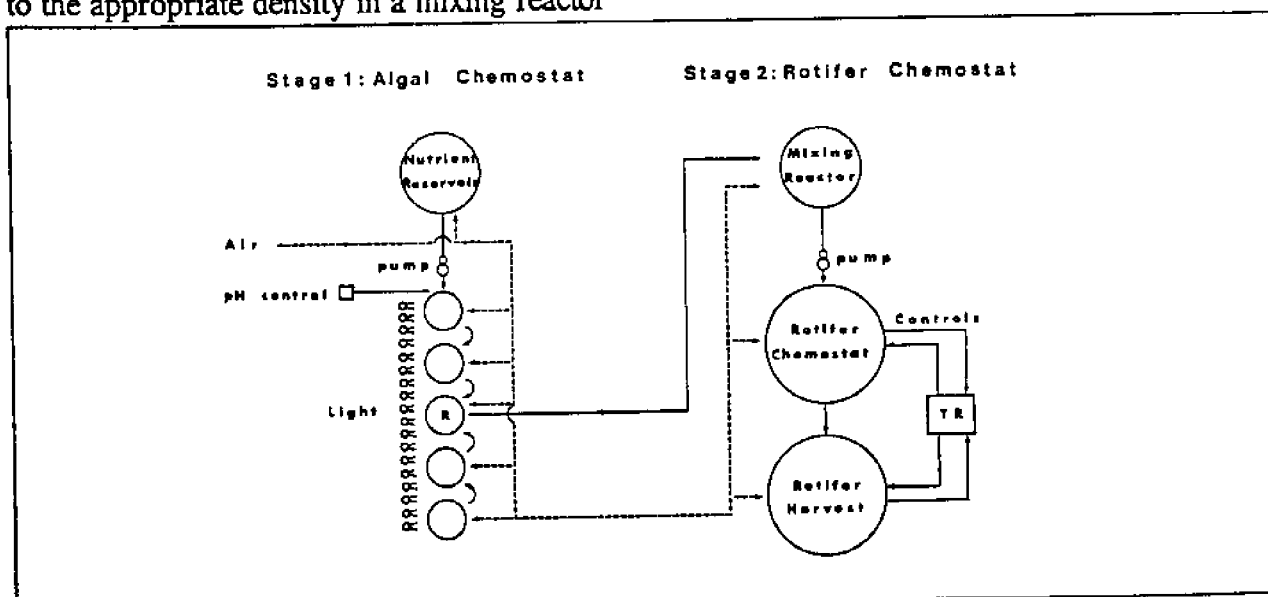 to the appropriate density in a mixing reactor
Stage 1: Algal Chemostat
Stage 2: Rotifer Chemostat
Nutrient
Reservoir
Mixing
Reactor
Air
pump
pump
pH control
Rotifer
Chemostat
Controls
Light
R
TR
Rotifer
Harvest